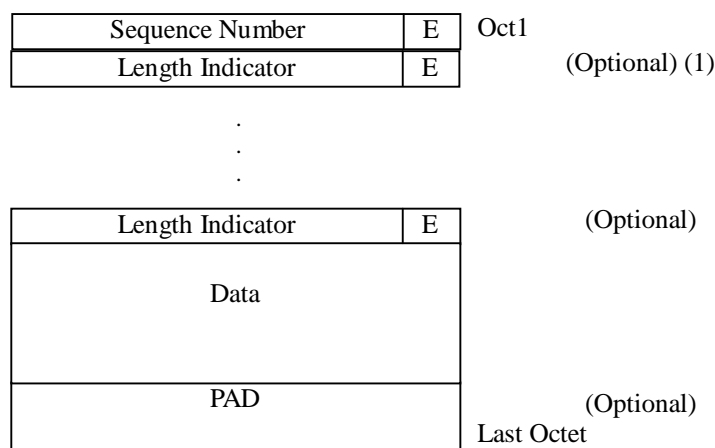 Sequence Number E Oct1
Length Indicator E (Optional) (1)
.
.
.
Length Indicator E (Optional)
Data
PAD (Optional)
Last Octet